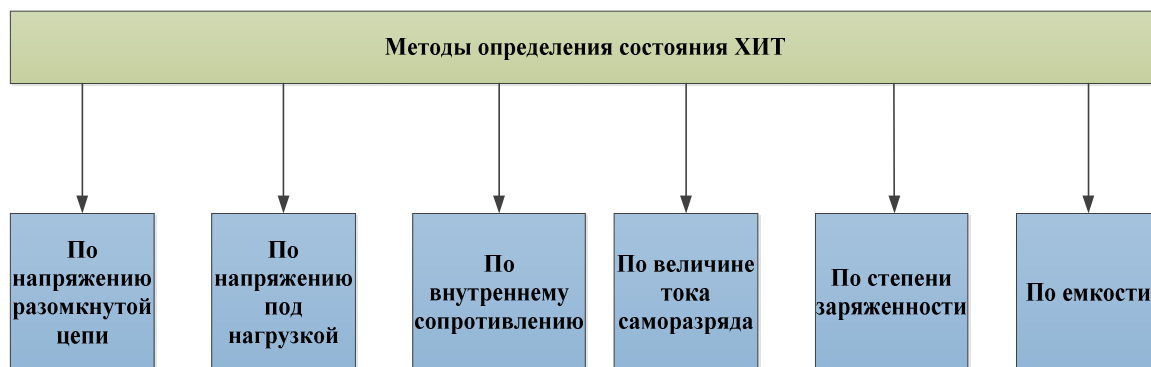 Методы определения состояния ХИТ
По
напряжению
разомкнутой
цепи
По
напряжению
под
нагрузкой
По
внутреннему
сопротивлению
По величине
тока
саморазряда
По степени
заряженности
По емкости